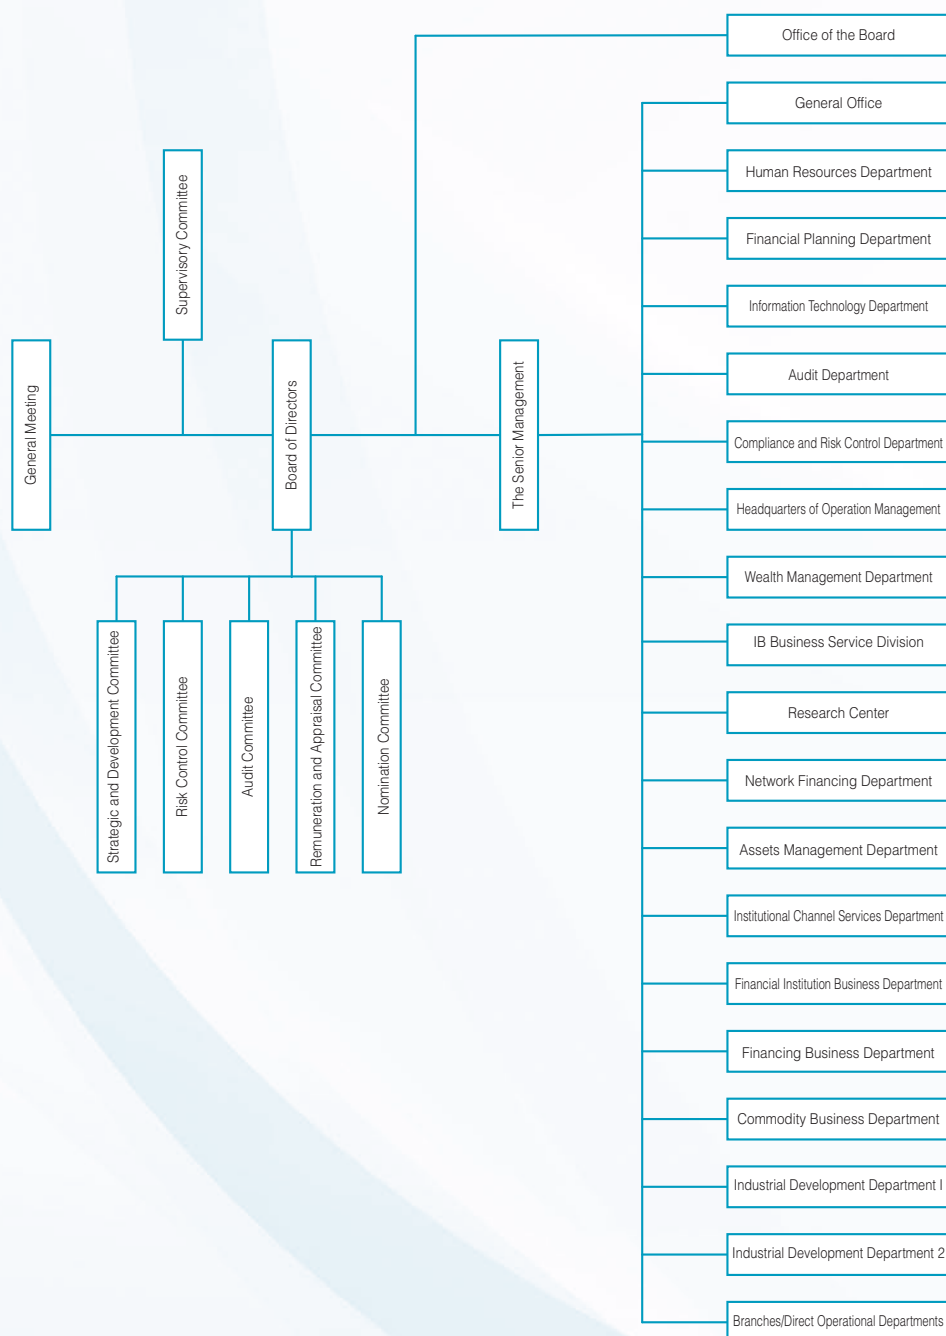 General Meeting
Supervisory Committee
Board of Directors
Strategic and Development Committee
Risk Control Committee
Audit Committee
Remuneration and Appraisal Committee
Nomination Committee
The Senior Management
Office of the Board
General Office
Human Resources Department
Financial Planning Department
Information Technology Department
Audit Department
Compliance and Risk Control Department
Headquarters of Operation Management
Wealth Management Department
IB Business Service Division
Research Center
Network Financing Department
Assets Management Department
Institutional Channel Services Department
Financial Institution Business Department
Financing Business Department
Commodity Business Department
Industrial Development Department I
Industrial Development Department 2
Branches/Direct Operational Departments